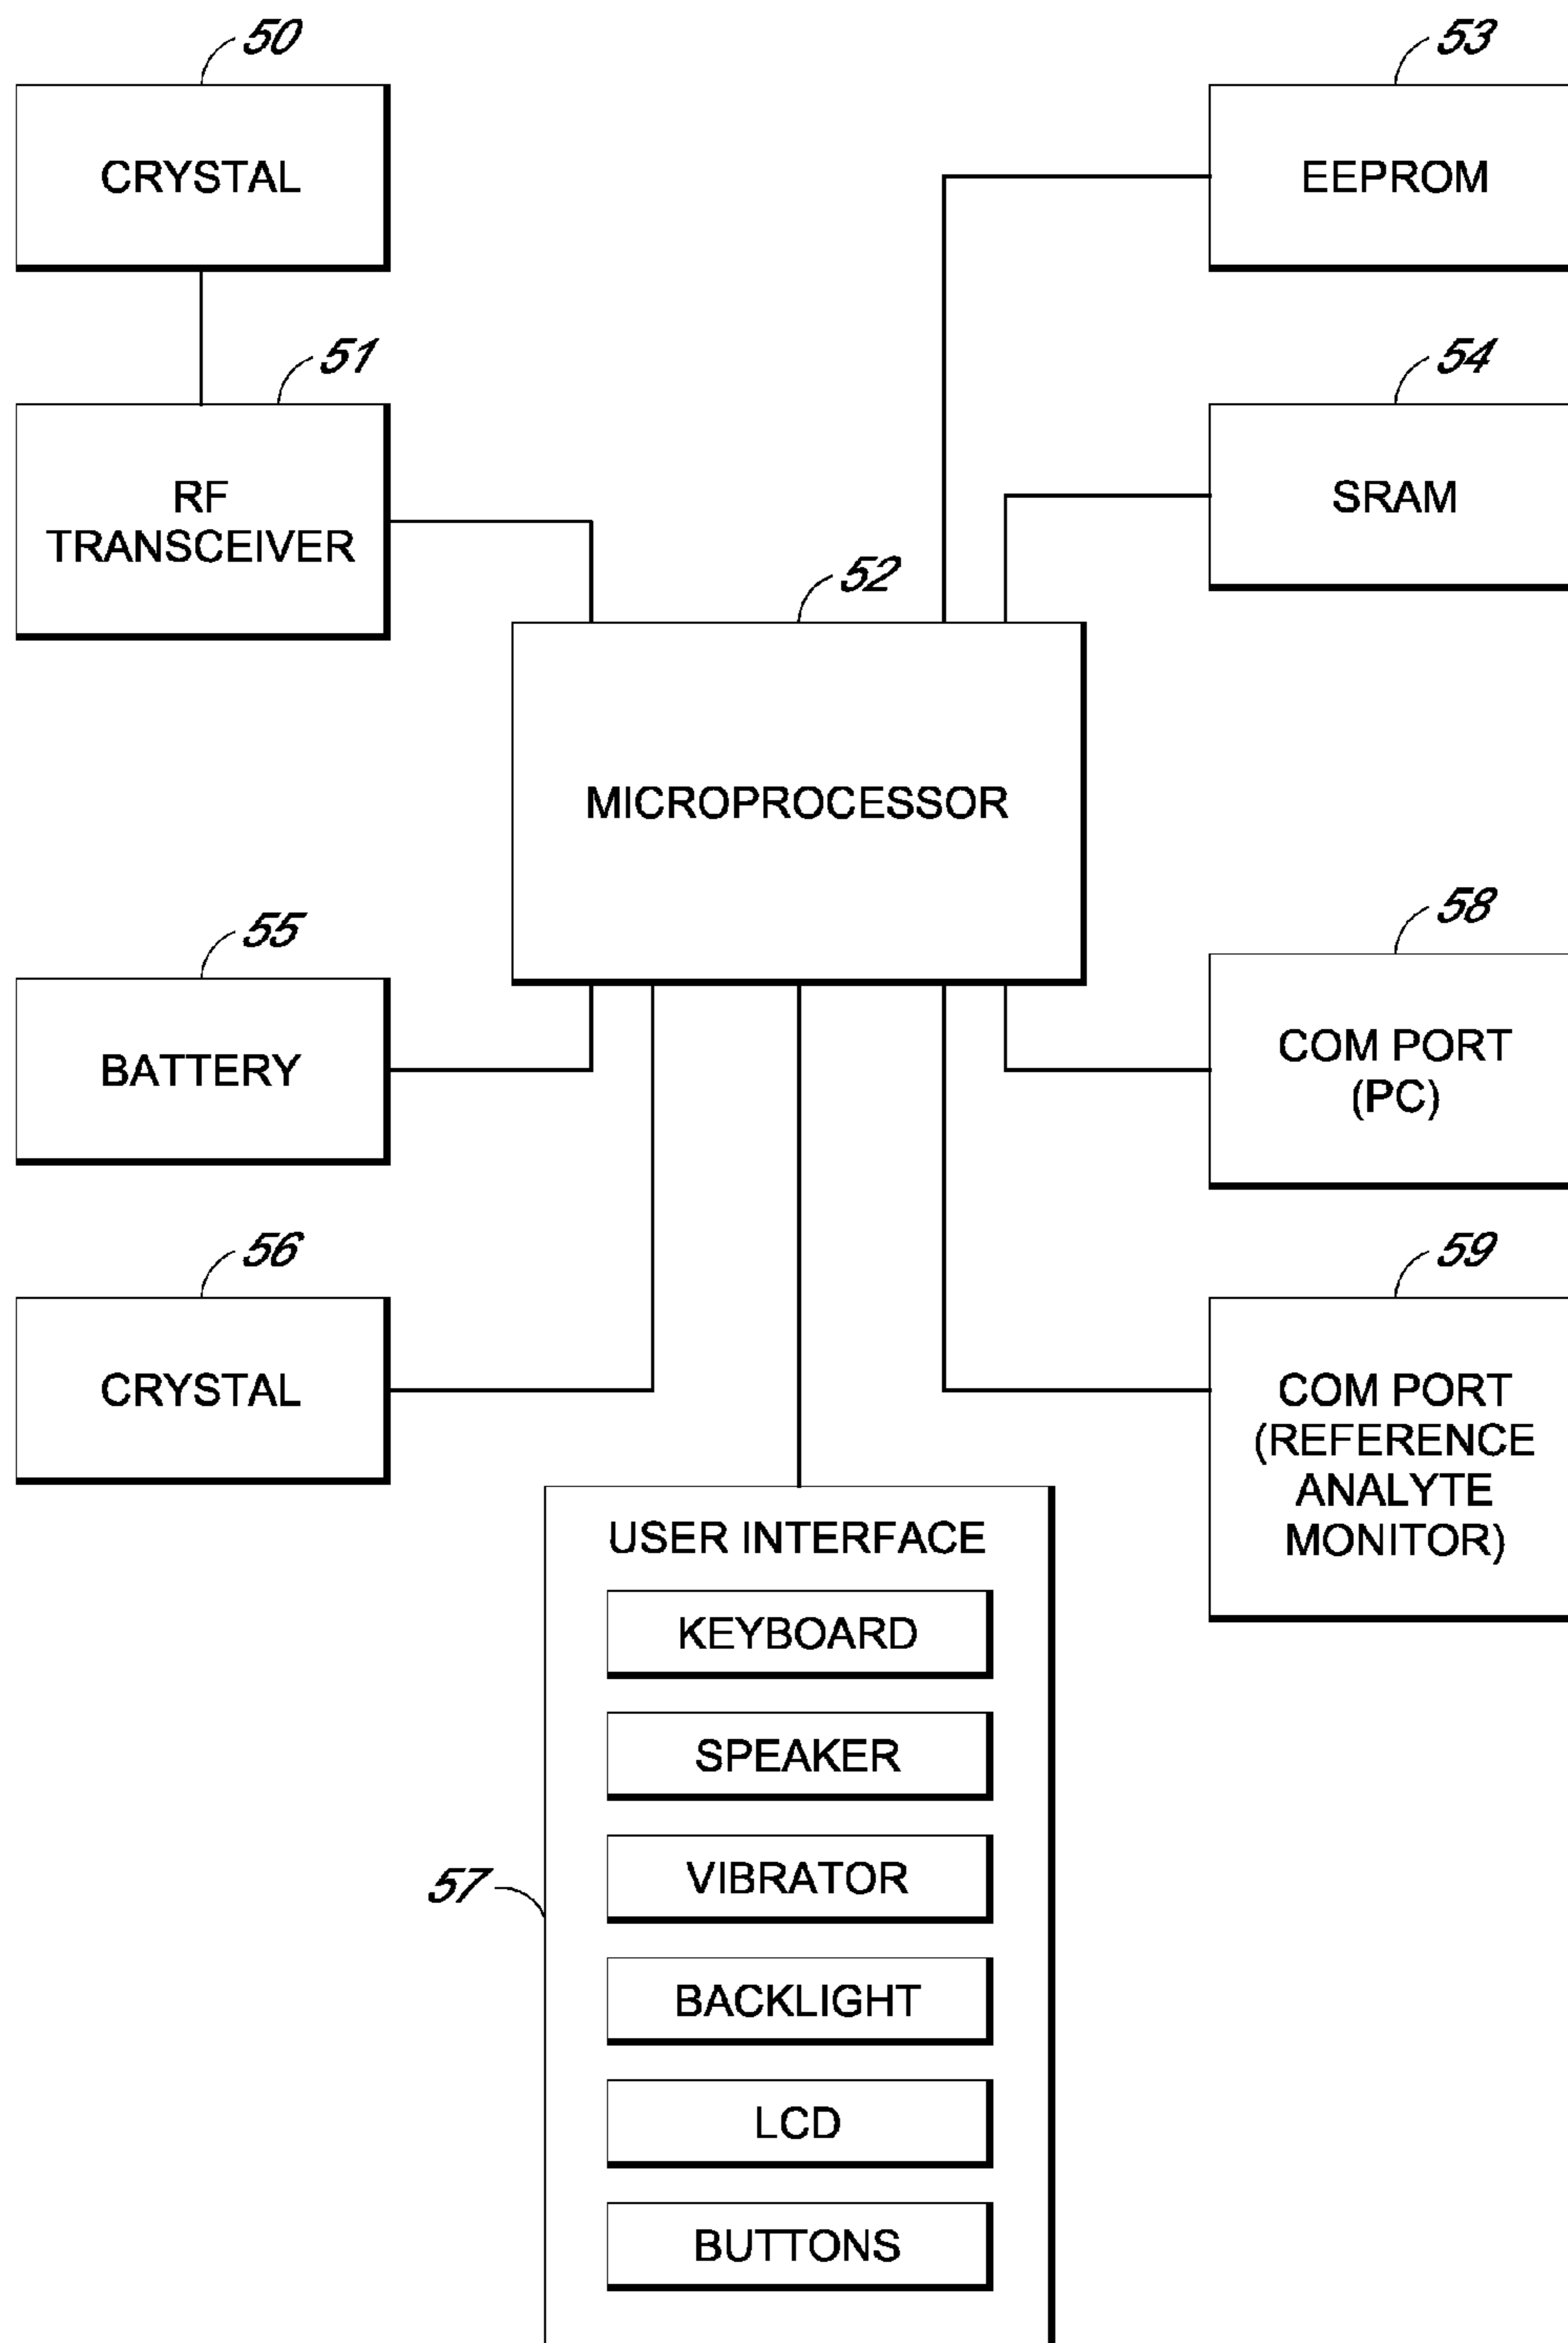 50
CRYSTAL
53
EEPROM
51
RF
TRANSCEIVER
54
SRAM
52
MICROPROCESSOR
55
BATTERY
58
COM PORT
(PC)
56
CRYSTAL
59
COM PORT
(REFERENCE
ANALYTE
MONITOR)
57
USER INTERFACE
KEYBOARD
SPEAKER
VIBRATOR
BACKLIGHT
LCD
BUTTONS